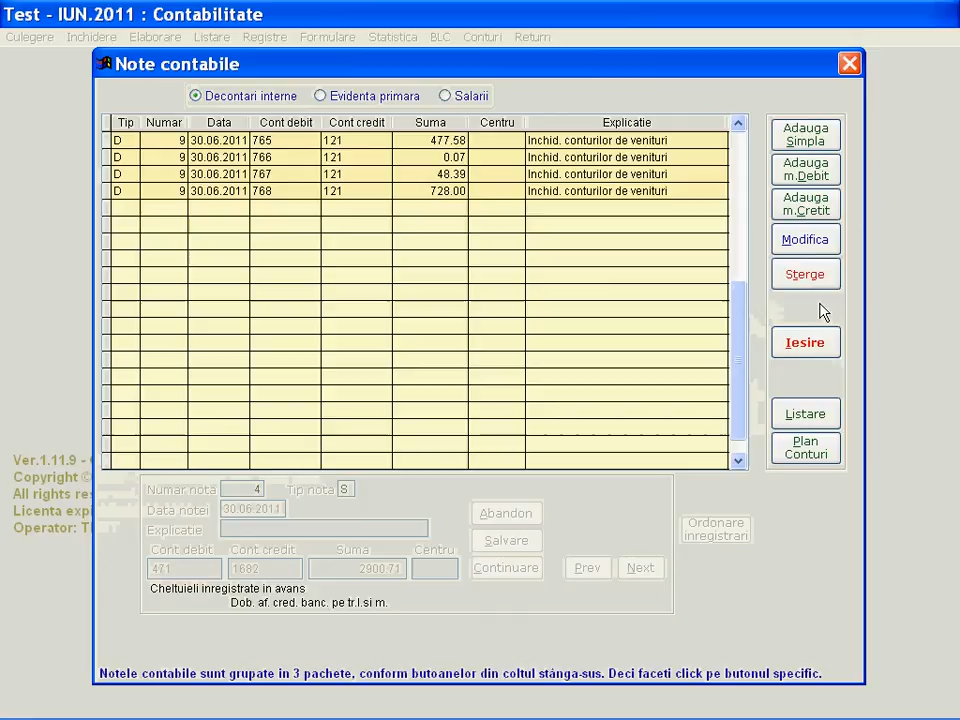 Test - IUN.2011 : Contabilitate
Culegere Inchidere Elaborare Listare Registre Formulare Statistica BLC Conturi Return
Note contabile
Decontari interne Evidenta primara Salarii
Tip Numar Data Cont debit Cont credit Suma Centru Explicatie
D 9 30.06.2011 765 121 477.58 Inchid. conturilor de venituri
D 9 30.06.2011 766 121 0.07 Inchid. conturilor de venituri
D 9 30.06.2011 767 121 48.39 Inchid. conturilor de venituri
D 9 30.06.2011 768 121 728.00 Inchid. conturilor de venituri
Adauga
Simpla
Adauga
m.Debit
Adauga
m.Cretit
Modifica
Sterge
Iesire
Listare
Plan
Conturi
Ver.1.11.9 -
Copyright ©
All rights
Licenta
Operator:
Numar nota 4 Tip nota S
Data notei 30.06.2011
Explicatie
Cont debit Cont credit Suma Centru
471 1682 2900.71
Cheltuieli inregistrate in avans
Dob. af. cred. banc. pe tr.l.si m.
Abandon
Salvare
Continuare
Prev Next
Ordonare
inregistrari
Notele contabile sunt grupate in 3 pachete, conform butoanelor din coltul stânga-sus. Deci faceti click pe butonul specific.